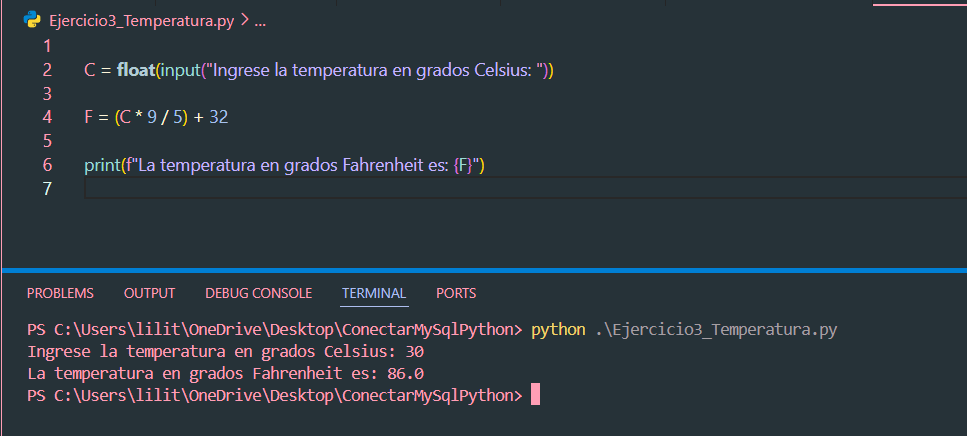 Ejercicio3_Temperatura.py > ...
1
2 C = float(input("Ingrese la temperatura en grados Celsius: "))
3
4 F = (C * 9 / 5) + 32
5
6 print(f"La temperatura en grados Fahrenheit es: {F}")
7
PROBLEMS OUTPUT DEBUG CONSOLE TERMINAL PORTS
PS C:\Users\lilit\OneDrive\Desktop\ConectarMySqlPython> python .\Ejercicio3_Temperatura.py
Ingrese la temperatura en grados Celsius: 30
La temperatura en grados Fahrenheit es: 86.0
PS C:\Users\lilit\OneDrive\Desktop\ConectarMySqlPython>